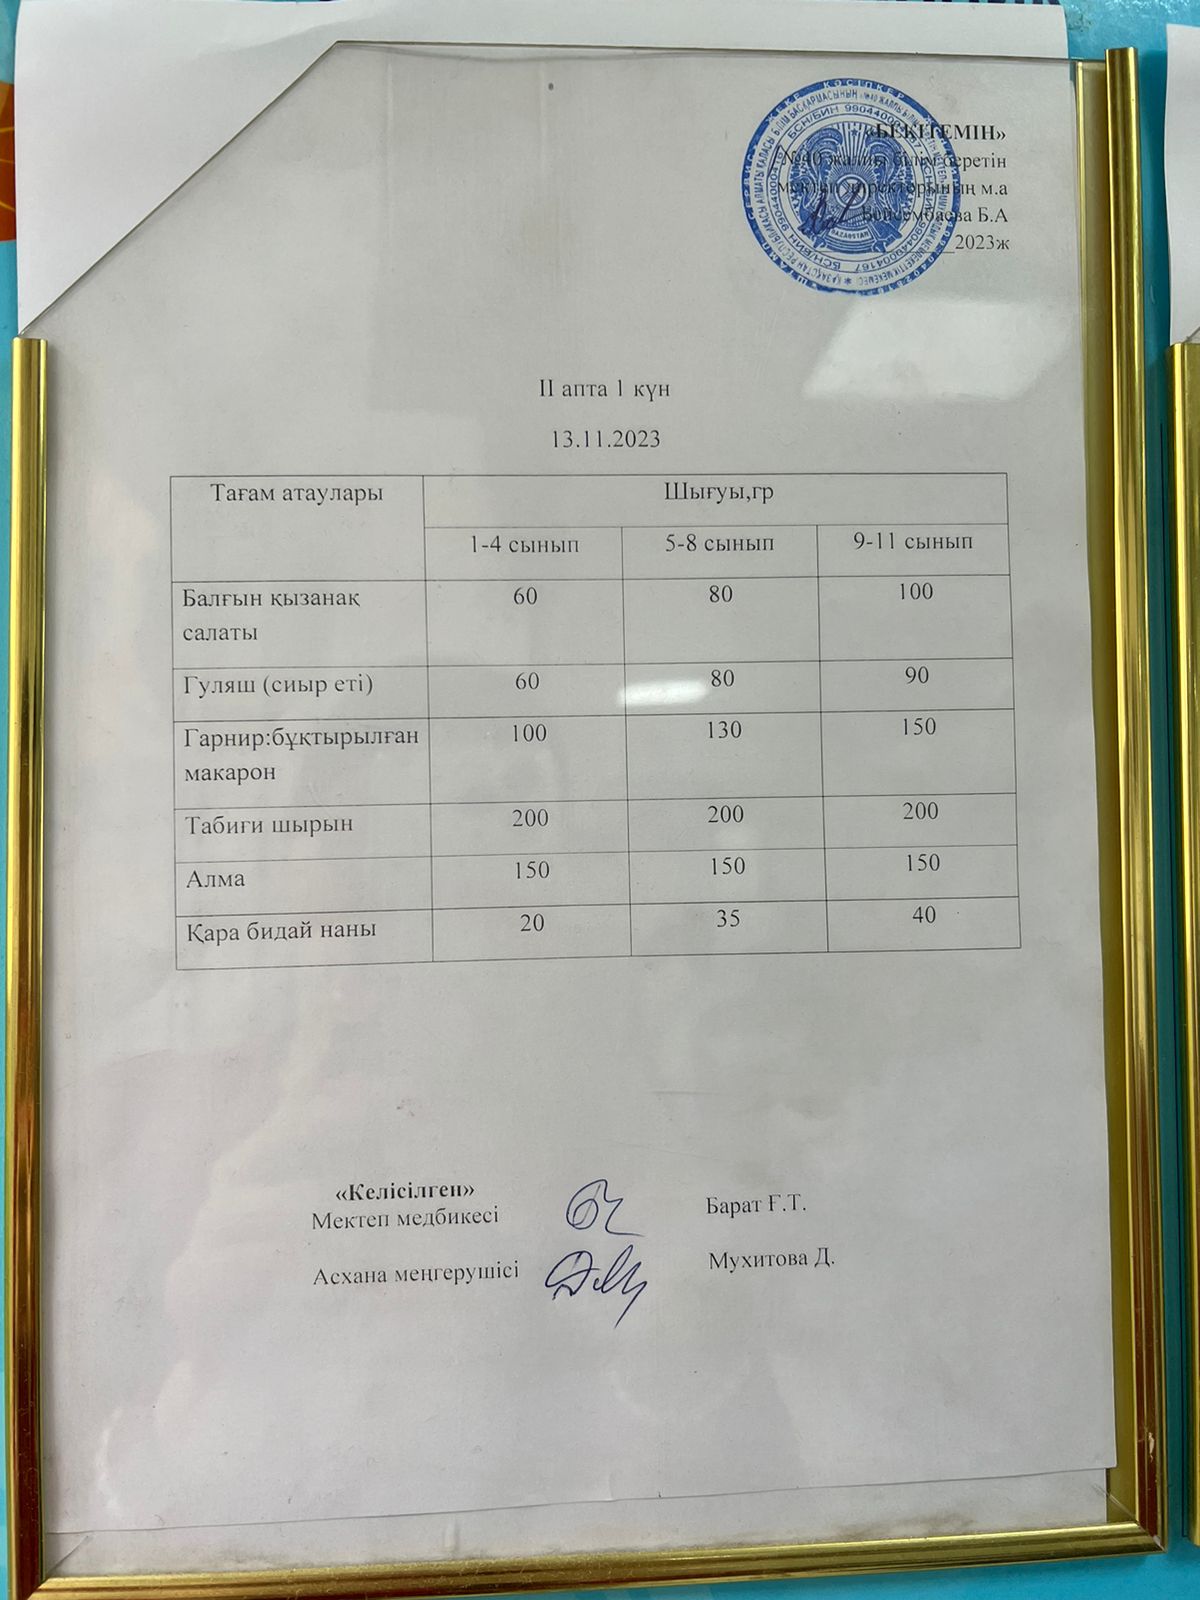 «БЕКІТЕМІН»
№40 жалпы білім беретін
мектеп директорының м.а
Бейсембаева Б.А
2023ж
ІІ апта 1 күн
13.11.2023
Тағам атаулары
Шығуы,гр
1-4 сынып 5-8 сынып 9-11 сынып
Балғын қызанақ
салаты
60 80 100
Гуляш (сиыр еті) 60 80 90
Гарнир:бұқтырылған
макарон
100 130 150
Табиғи шырын 200 200 200
Алма 150 150 150
Қара бидай наны 20 35 40
«Келісілген»
Мектеп медбикесі Барат Ғ.Т.
Асхана меңгерушісі Мухитова Д.